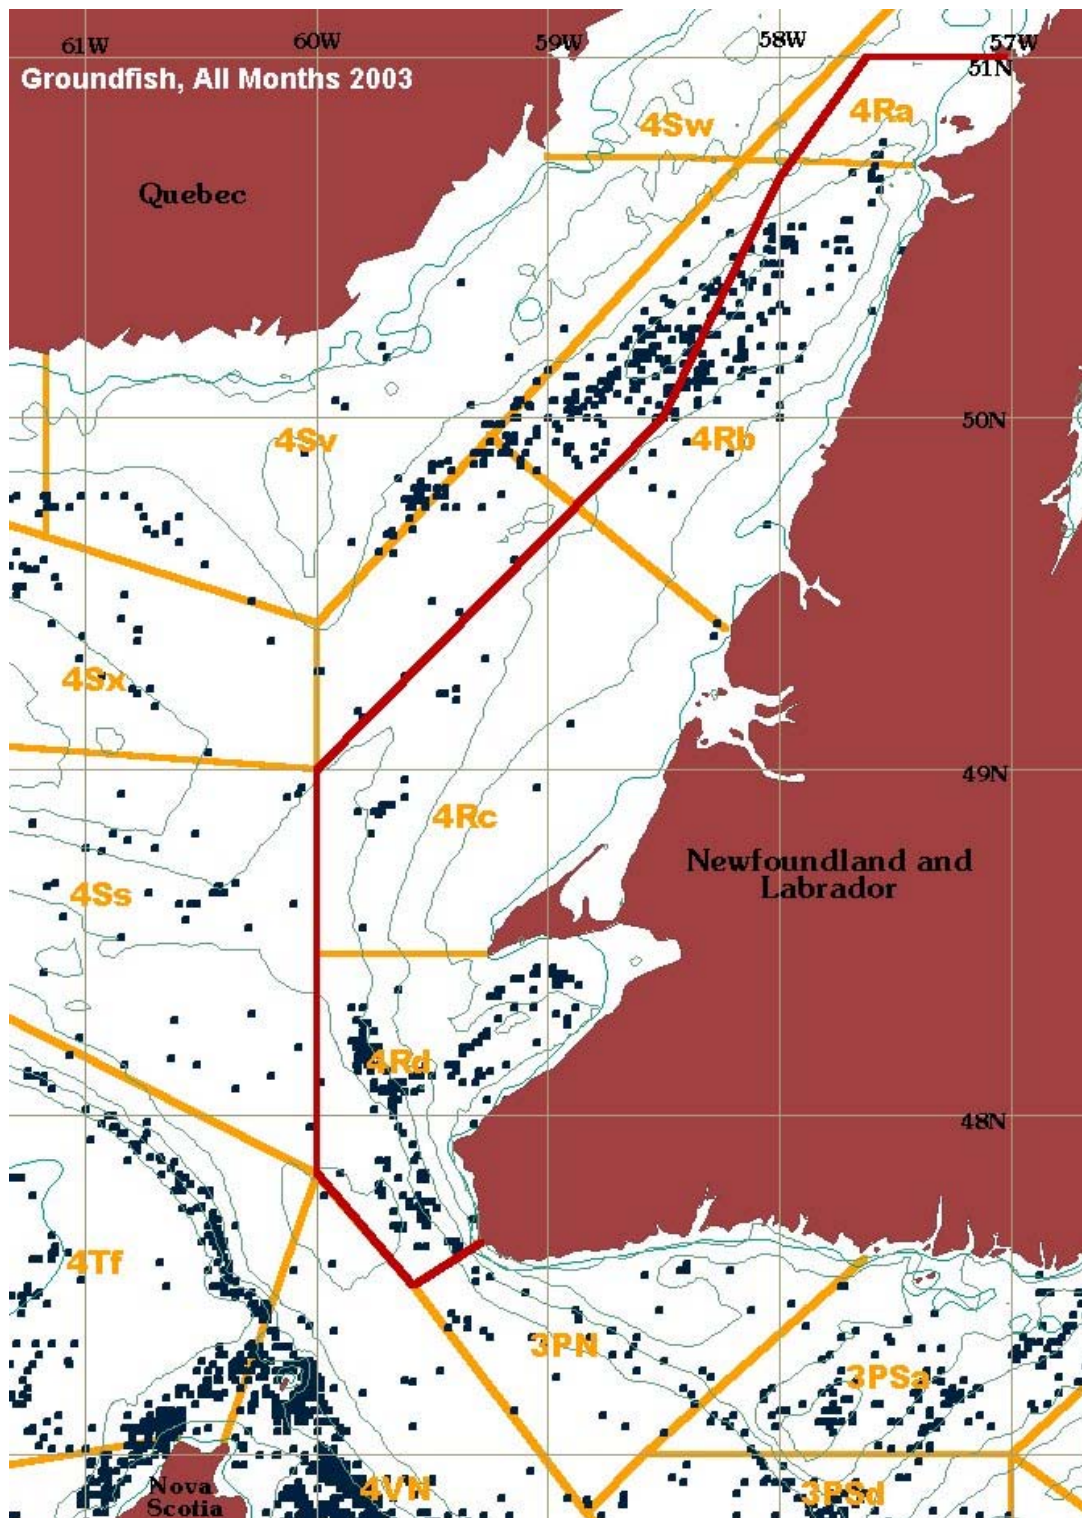 61W
60W
59W
58W
57W
51N
Groundfish, All Months 2003
4Ra
4Sw
Quebec
50N
4Sv
4Rb
4Sx
49N
4Rc
Newfoundland and
Labrador
4Ss
4Rd
48N
4Tf
3PN
3PSa
Nova
Scotia
4VN
3PSd